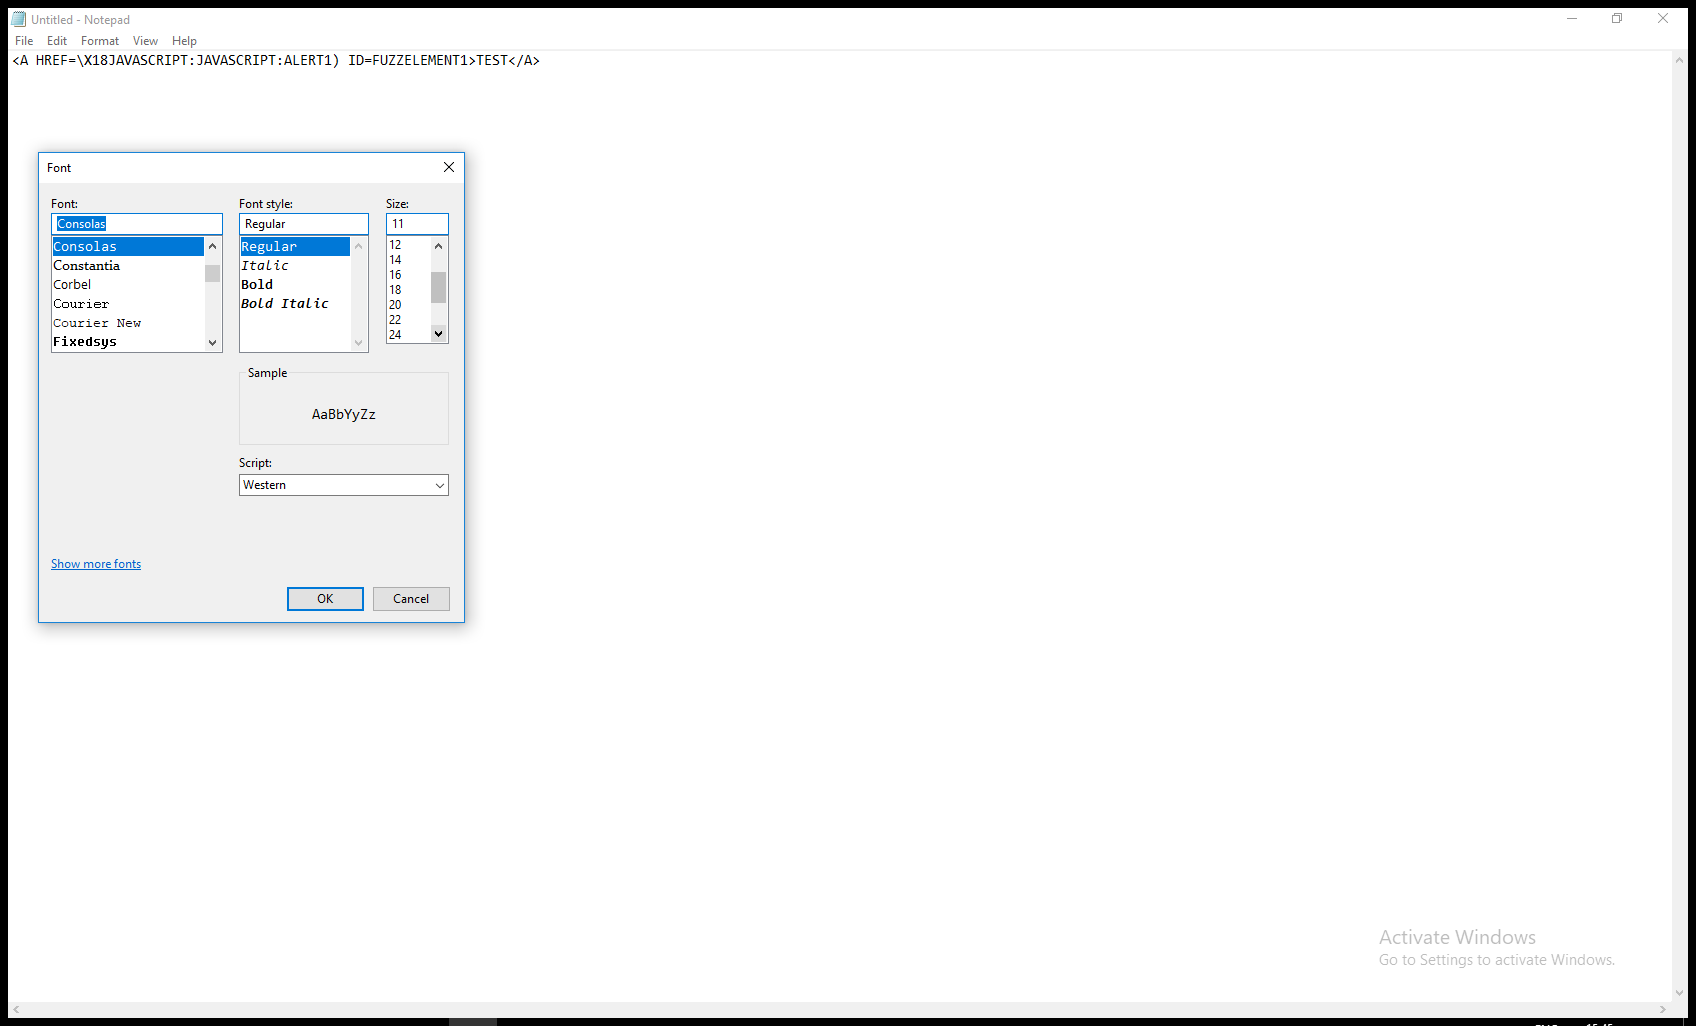 Untitled - Notepad
File Edit Format View Help
<A HREF=\X18JAVASCRIPT:JAVASCRIPT:ALERT1) ID=FUZZELEMENT1>TEST</A>
Font
Font: Font style: Size:
Consolas Regular 11
Consolas Regular 12
Constantia Italic 14
Corbel Bold 16
Courier Bold Italic 18
Courier New 20
Fixedsys 22
24
Sample
AaBbYyZz
Script:
Western
Show more fonts
OK Cancel
Activate Windows
Go to Settings to activate Windows.